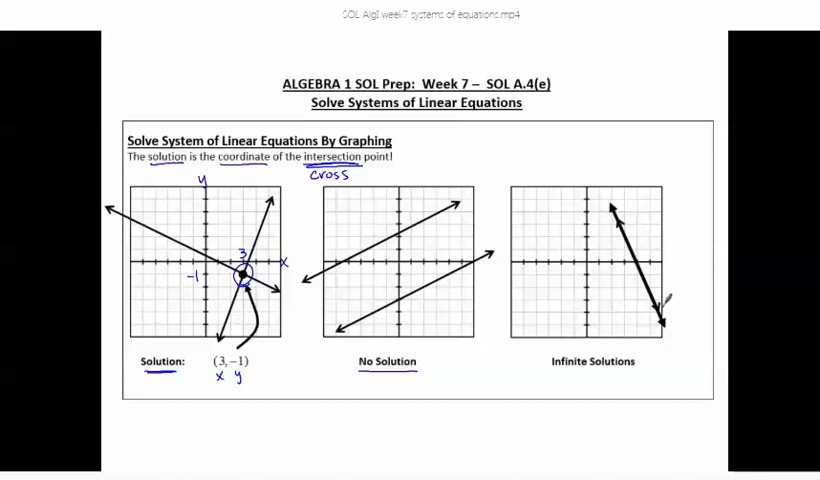 SOL AlgI week7 systems of equations.mp4
ALGEBRA 1 SOL Prep: Week 7 – SOL A.4(e)
Solve Systems of Linear Equations
Solve System of Linear Equations By Graphing
The solution is the coordinate of the intersection point!
cross
y
3
x
-1
Solution: (3,−1)
x y
No Solution
Infinite Solutions